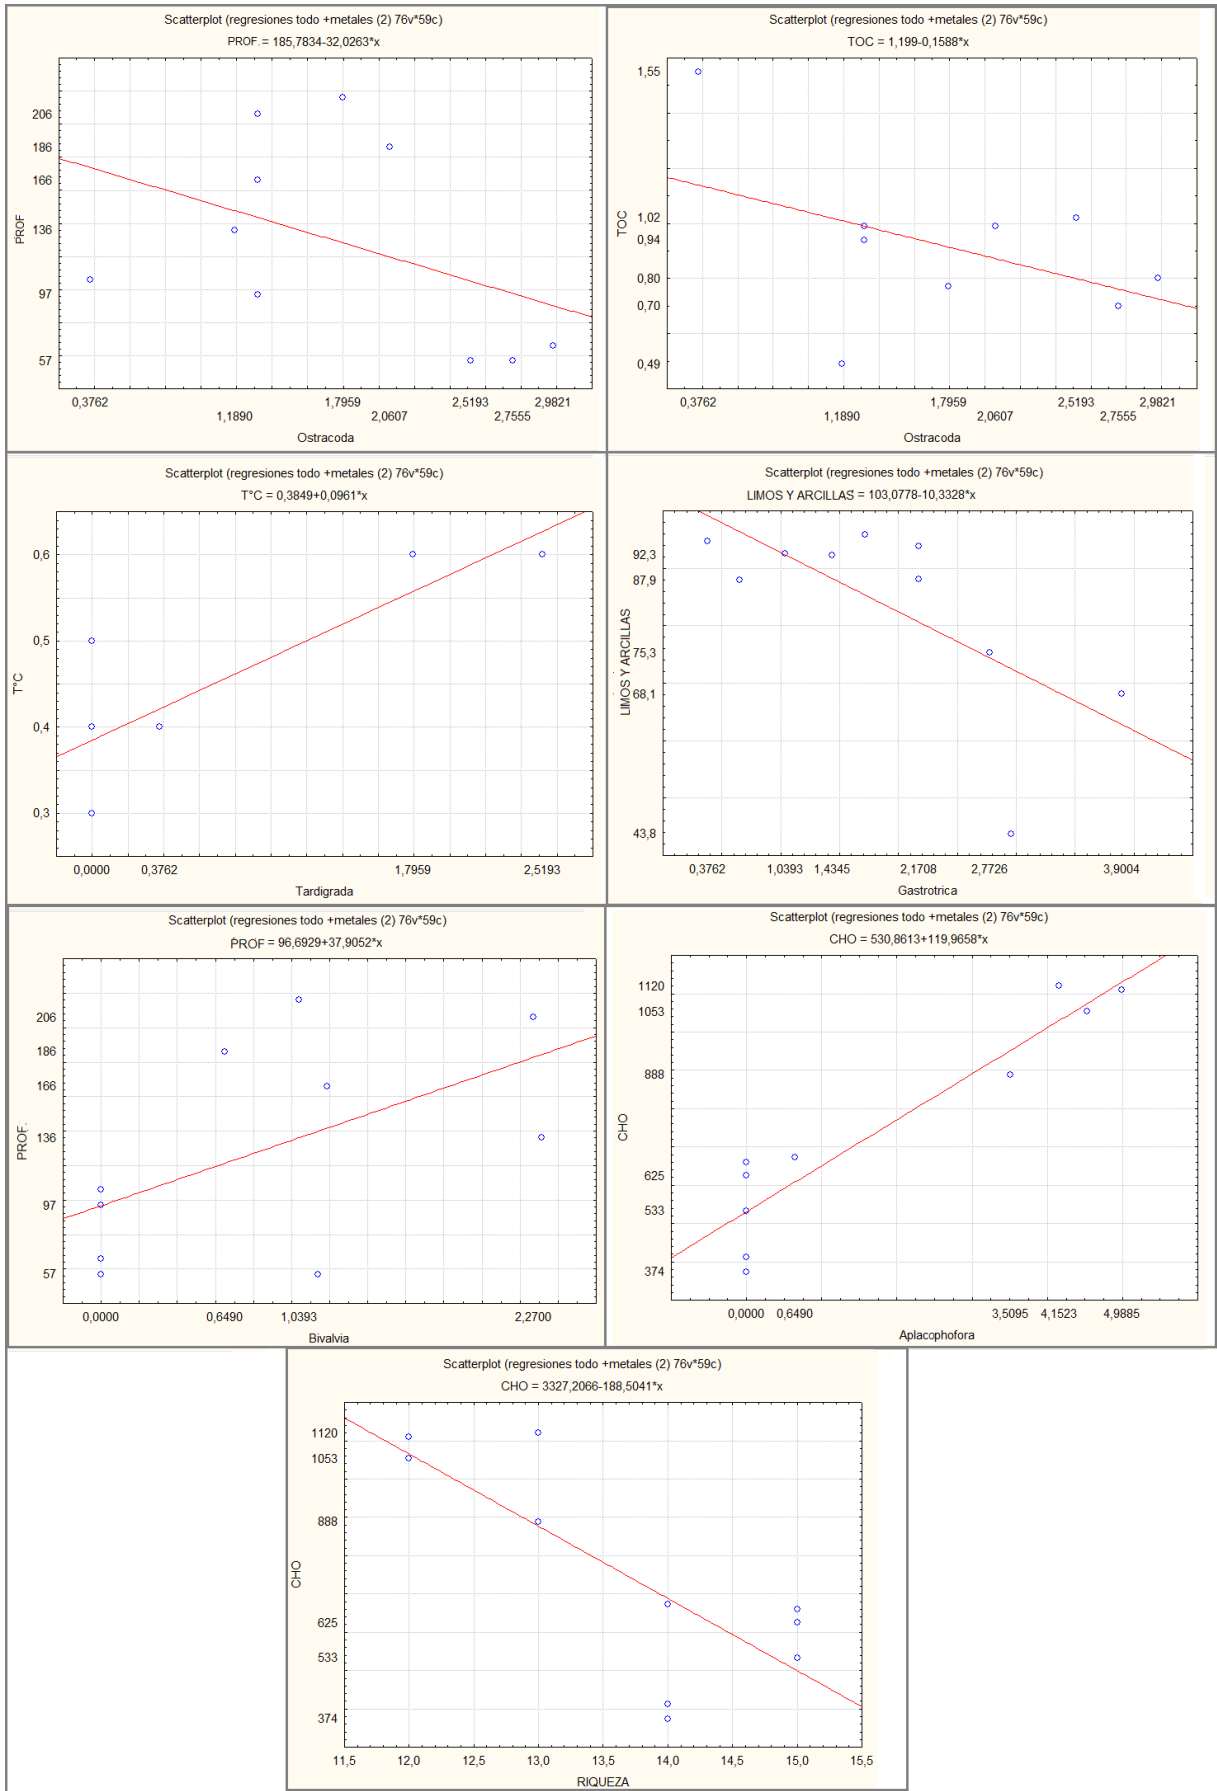 Scatterplot (regresiones todo +metales (2) 76v*59c)
PROF. = 185,7834-32,0263*x
206
186
166
136
97
57
PROF
0,3762 1,7959 2,5193 2,9821
1,1890 2,0607 2,7555
Ostracoda
Scatterplot (regresiones todo +metales (2) 76v*59c)
TOC = 1,199-0,1588*x
1,55
1,02
0,94
0,80
0,70
0,49
TOC
0,3762 1,7959 2,5193 2,9821
1,1890 2,0607 2,7555
Ostracoda
Scatterplot (regresiones todo +metales (2) 76v*59c)
T°C = 0,3849+0,0961*x
0,6
0,5
0,4
0,3
T°C
0,0000 0,3762 1,7959 2,5193
Tardigrada
Scatterplot (regresiones todo +metales (2) 76v*59c)
LIMOS Y ARCILLAS = 103,0778-10,3328*x
92,3
87,9
75,3
68,1
43,8
LIMOS Y ARCILLAS
0,3762 1,0393 1,4345 2,1708 2,7726 3,9004
Gastrotrica
Scatterplot (regresiones todo +metales (2) 76v*59c)
PROF = 96,6929+37,9052*x
206
186
166
136
97
57
PROF.
0,0000 0,6490 1,0393 2,2700
Bivalvia
Scatterplot (regresiones todo +metales (2) 76v*59c)
CHO = 530,8613+119,9658*x
1120
1053
888
625
533
374
CHO
0,0000 0,6490 3,5095 4,1523 4,9885
Aplacophofora
Scatterplot (regresiones todo +metales (2) 76v*59c)
CHO = 3327,2066-188,5041*x
1120
1053
888
625
533
374
CHO
11,5 12,0 12,5 13,0 13,5 14,0 14,5 15,0 15,5
RIQUEZA